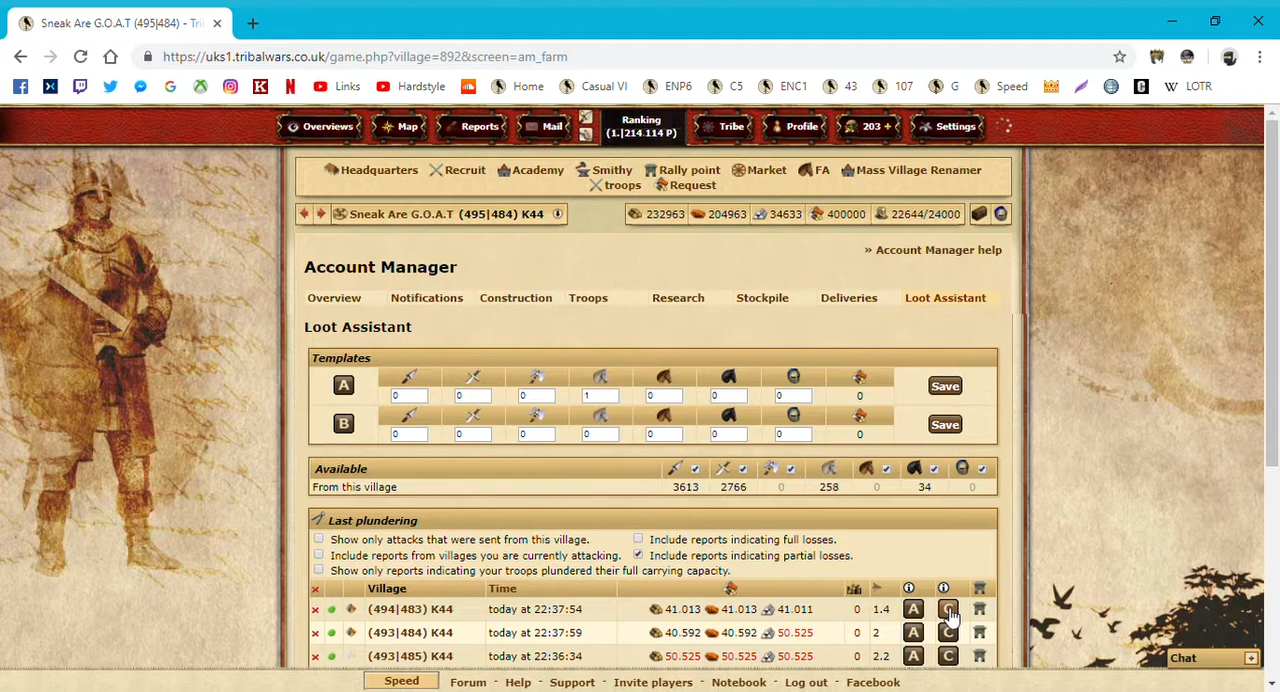 Sneak Are G.O.A.T (495|484) - Tri
https://uks1.tribalwars.co.uk/game.php?village=892&screen=am_farm
Links Hardstyle Home Casual VI ENP6 C5 ENC1 43 107 G Speed W LOTR
Overviews Map Reports Mail Ranking (1.|214.114 P) Tribe Profile 203 + Settings
Headquarters Recruit Academy Smithy Rally point Market FA Mass Village Renamer
troops Request
Sneak Are G.O.A.T (495|484) K44 232963 204963 34633 400000 22644/24000
» Account Manager help
Account Manager
Overview Notifications Construction Troops Research Stockpile Deliveries Loot Assistant
Loot Assistant
Templates
A 0 0 0 1 0 0 0 0 Save
B 0 0 0 0 0 0 0 0 Save
Available
From this village 3613 2766 0 258 0 34 0
Last plundering
Show only attacks that were sent from this village. Include reports indicating full losses.
Include reports from villages you are currently attacking. Include reports indicating partial losses.
Show only reports indicating your troops plundered their full carrying capacity.
Village Time
(494|483) K44 today at 22:37:54 41.013 41.013 41.011 0 1.4 A C
(493|484) K44 today at 22:37:59 40.592 40.592 50.525 0 2 A C
(493|485) K44 today at 22:36:34 50.525 50.525 50.525 0 2.2 A C
Chat
Speed Forum - Help - Support - Invite players - Notebook - Log out - Facebook